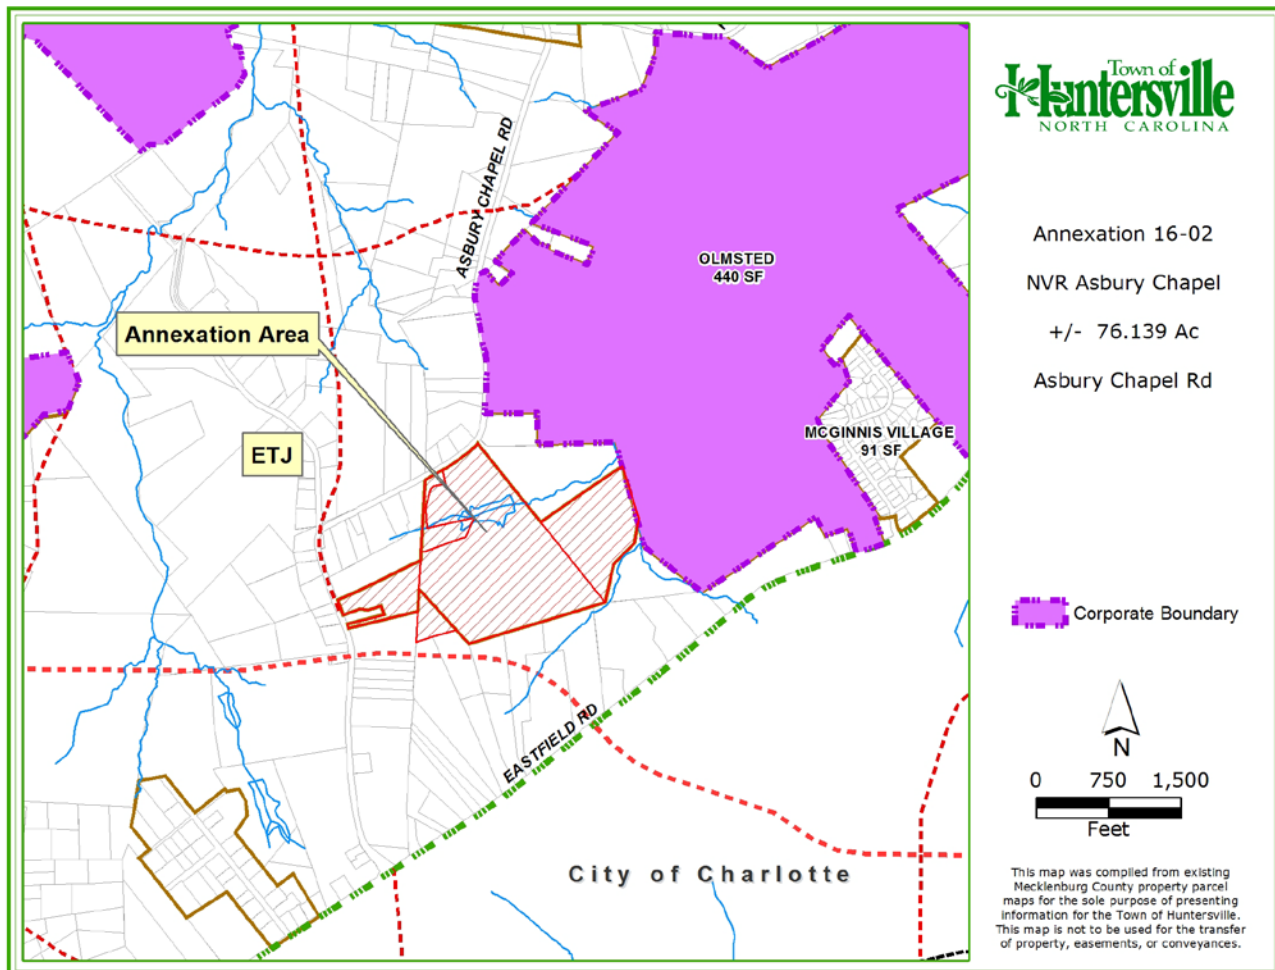 Town of
Huntersville
NORTH CAROLINA
Annexation 16-02
NVR Asbury Chapel
+/- 76.139 Ac
Asbury Chapel Rd
ASBURY CHAPEL RD
OLMSTED
440 SF
Annexation Area
MCGINNIS VILLAGE
91 SF
ETJ
EASTFIELD RD
City of Charlotte
Corporate Boundary
N
0 750 1,500
Feet
This map was compiled from existing
Mecklenburg County property parcel
maps for the sole purpose of presenting
information for the Town of Huntersville.
This map is not to be used for the transfer
of property, easements, or conveyances.